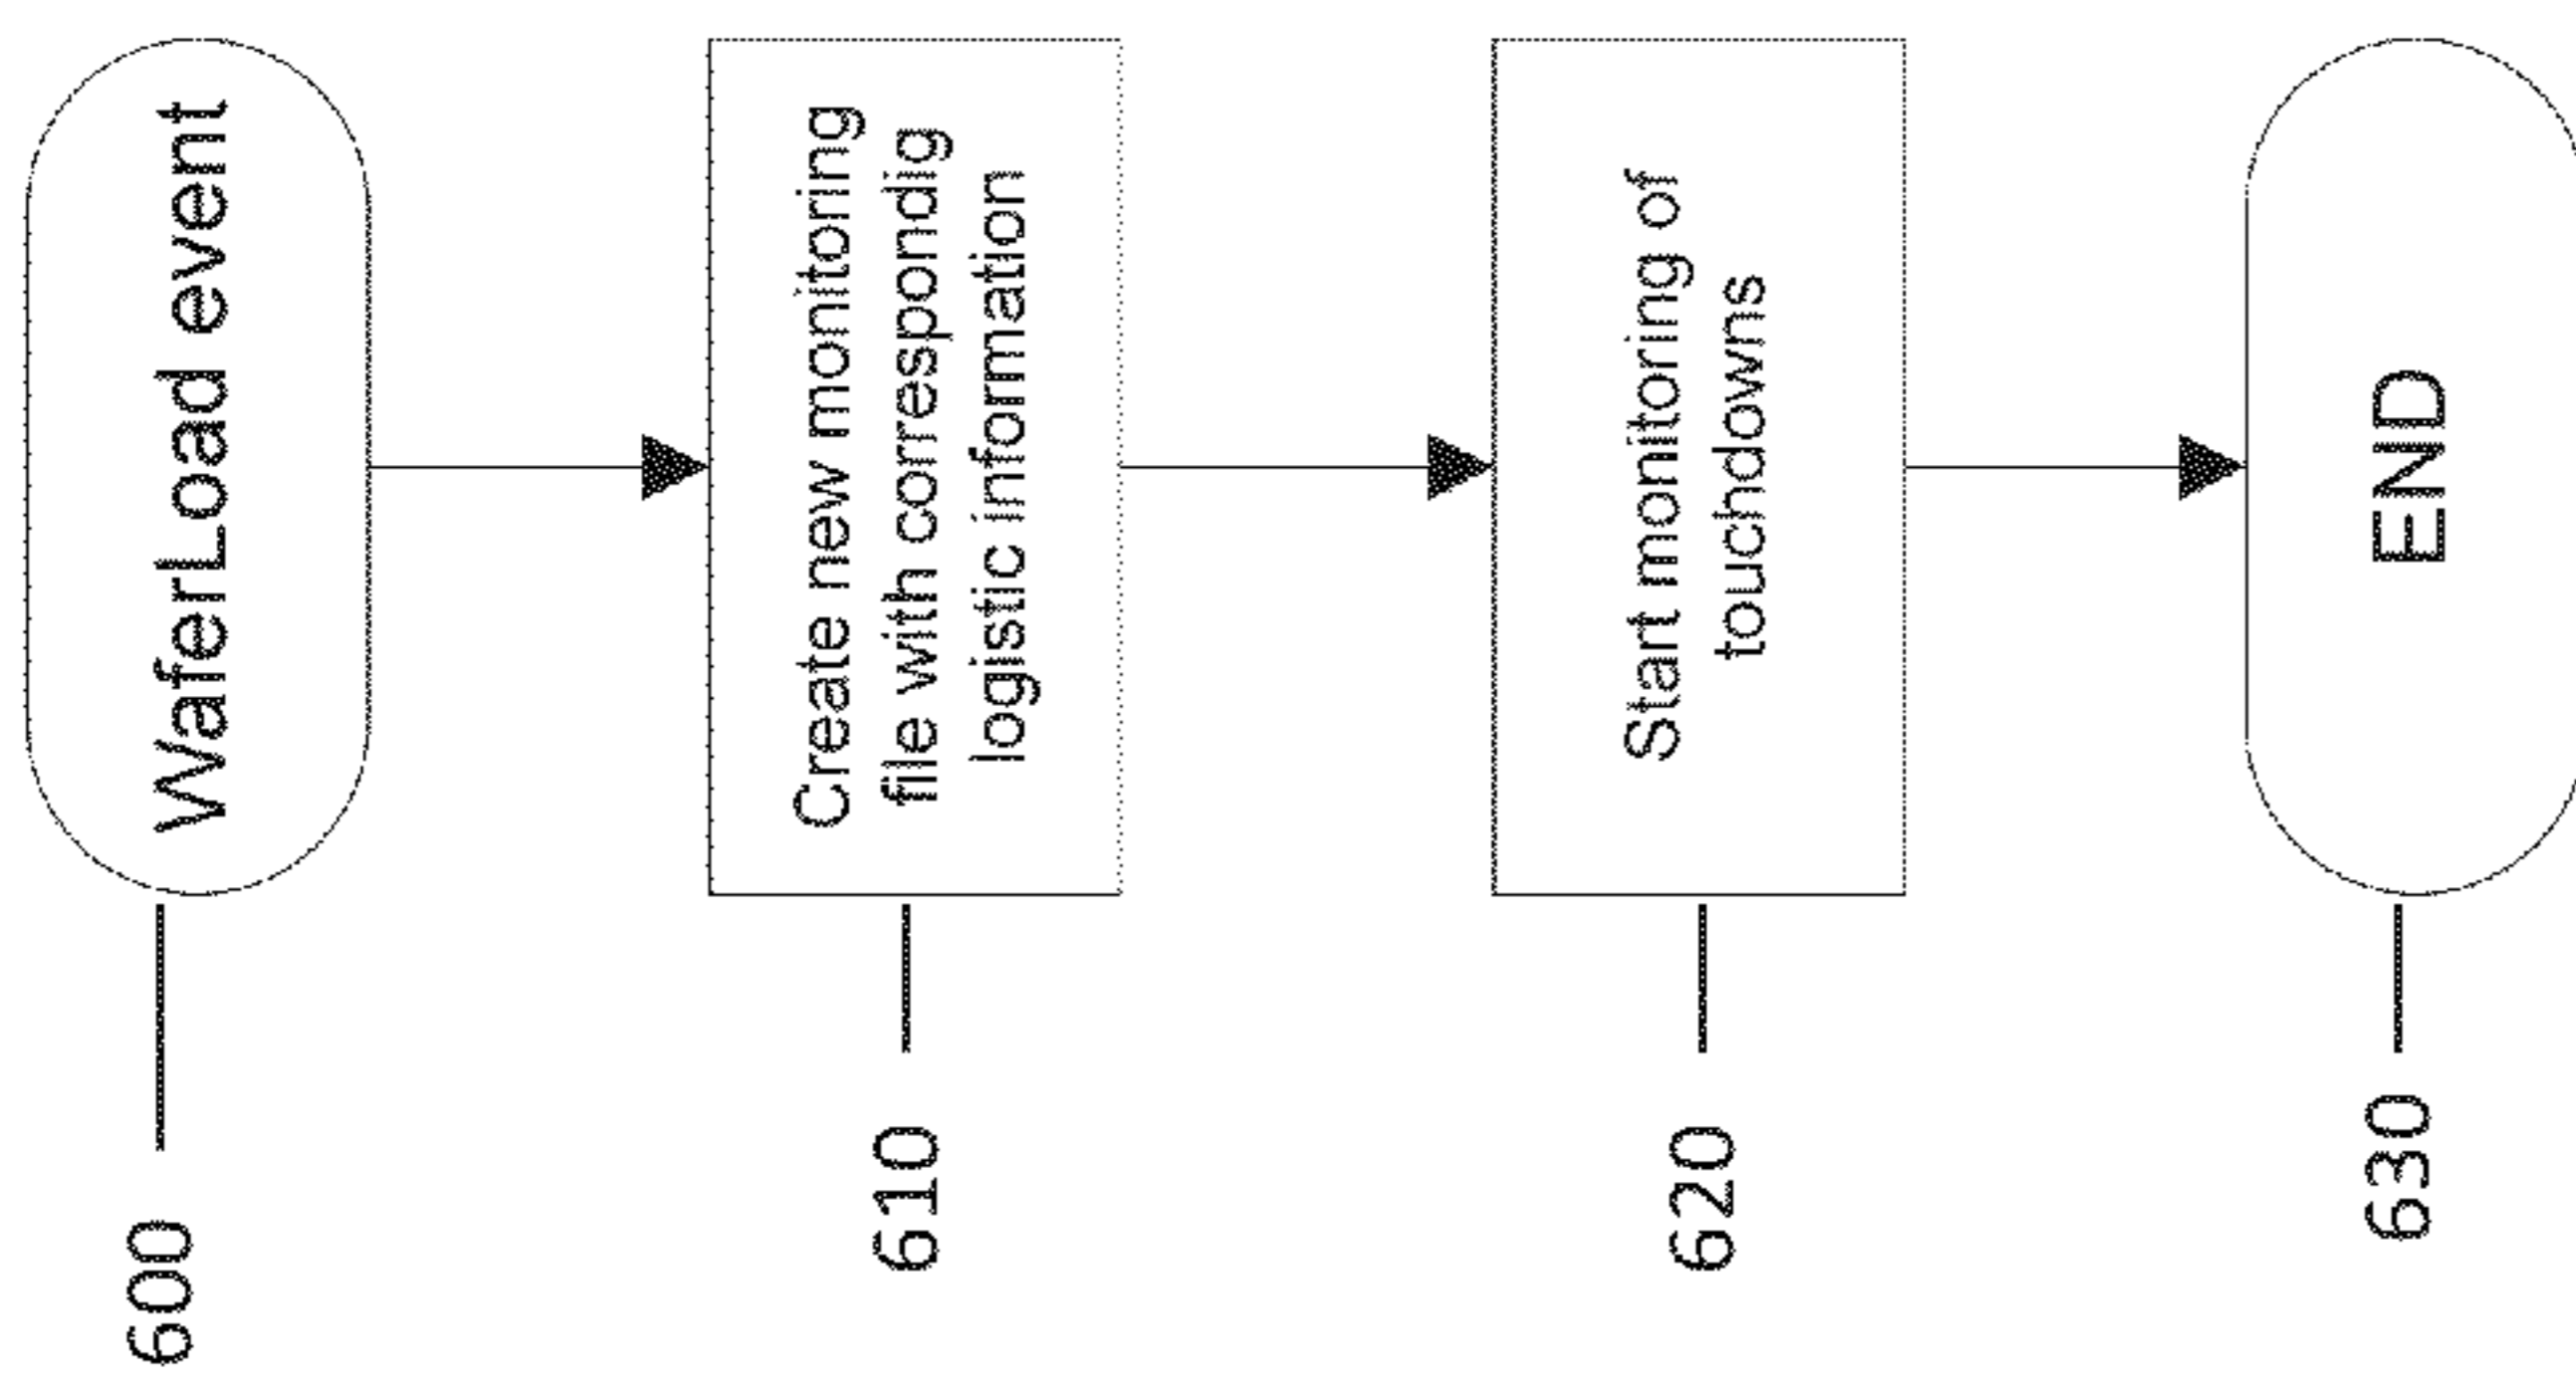 600
WaferLoad event
610
Create new monitoring
file with correspondig
logistic information
620
Start monitoring of
touchdowns
630
END